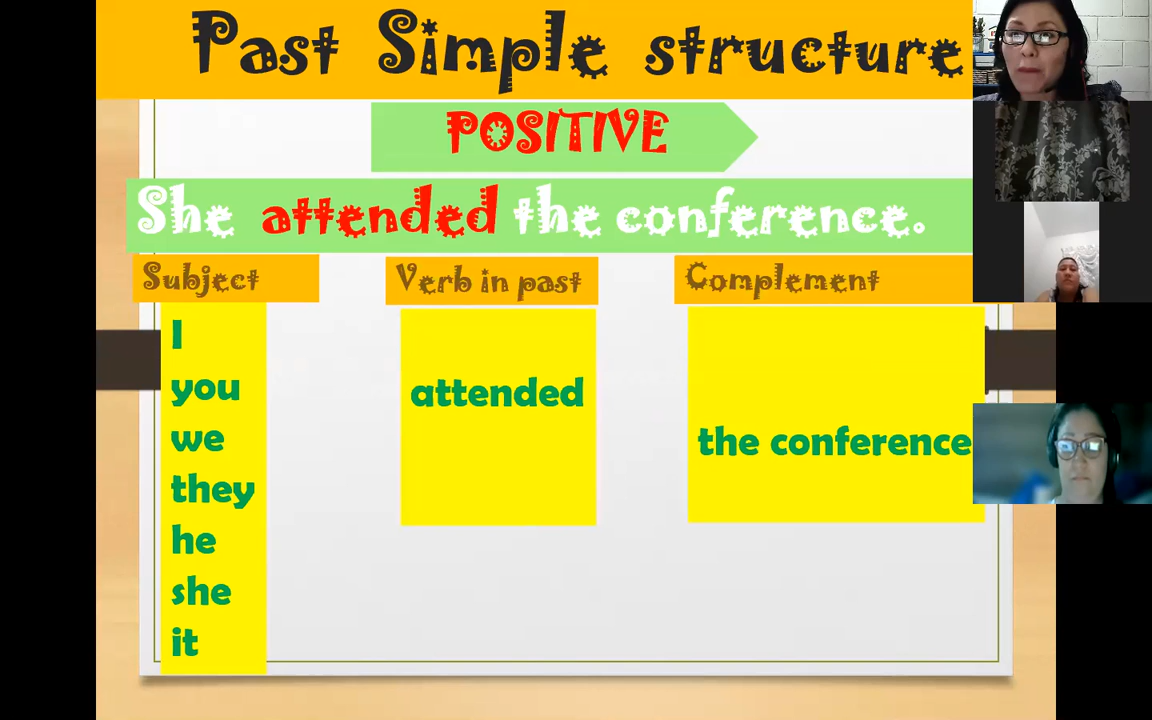 Past Simple structure
POSITIVE
She attended the conference.
Subject
Verb in past
Complement
I
you
we
they
he
she
it
attended
the conference